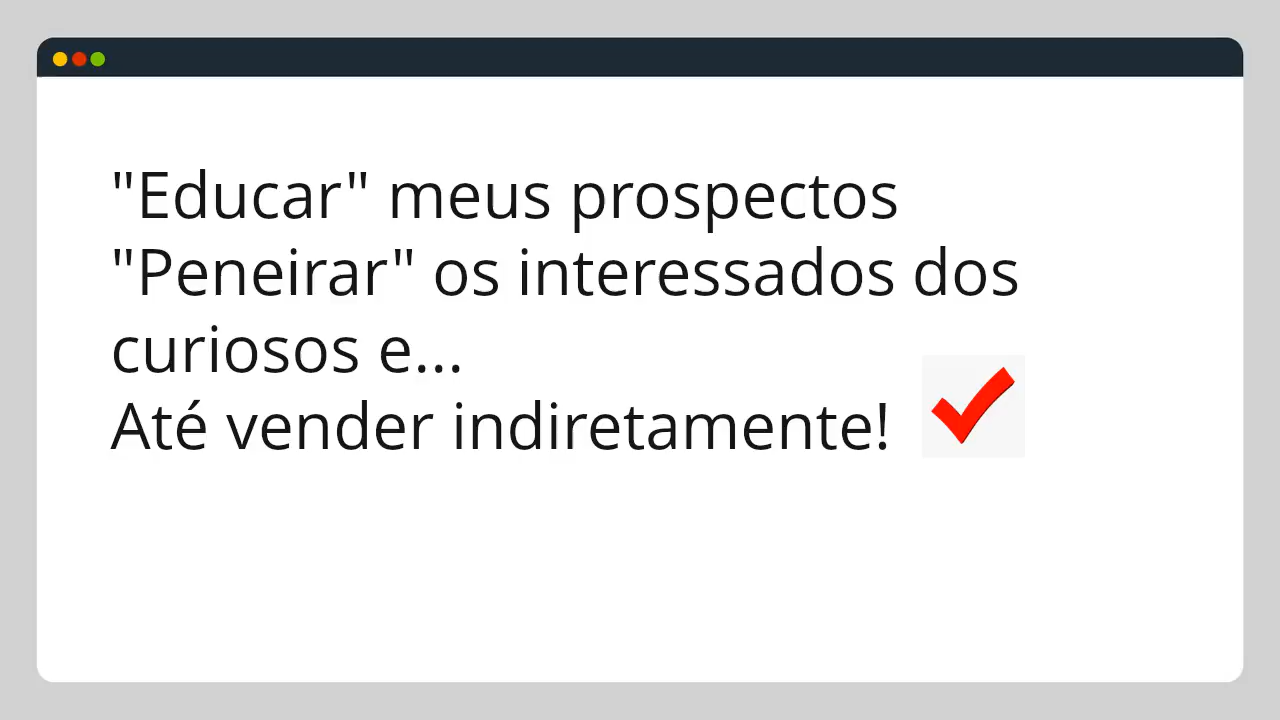 "Educar" meus prospectos
"Peneirar" os interessados dos
curiosos e...
Até vender indiretamente!